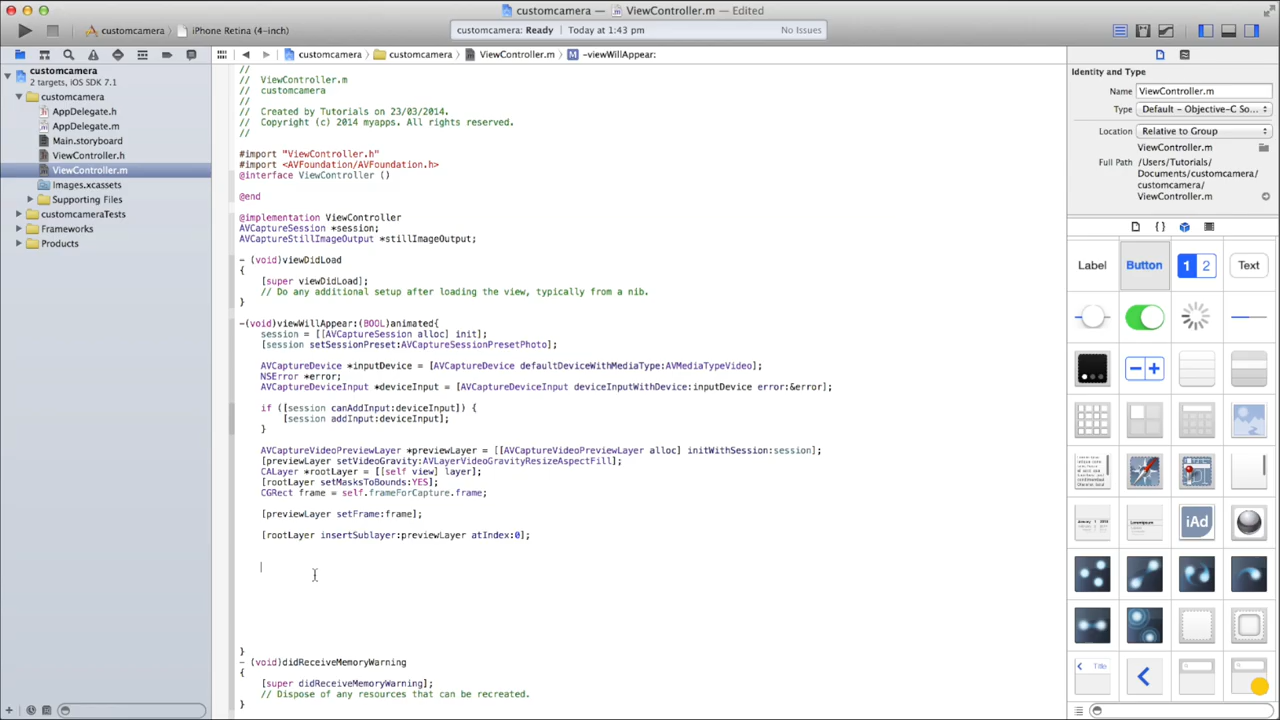 customcamera — ViewController.m — Edited
customcamera iPhone Retina (4-inch)
customcamera: Ready Today at 1:43 pm No Issues
customcamera customcamera ViewController.m -viewWillAppear:
customcamera
2 targets, iOS SDK 7.1
customcamera
AppDelegate.h
AppDelegate.m
Main.storyboard
ViewController.h
ViewController.m
Images.xcassets
Supporting Files
customcameraTests
Frameworks
Products
//
// ViewController.m
// customcamera
//
// Created by Tutorials on 23/03/2014.
// Copyright (c) 2014 myapps. All rights reserved.
//
#import "ViewController.h"
#import <AVFoundation/AVFoundation.h>
@interface ViewController ()
@end
@implementation ViewController
AVCaptureSession *session;
AVCaptureStillImageOutput *stillImageOutput;
- (void)viewDidLoad
{
[super viewDidLoad];
// Do any additional setup after loading the view, typically from a nib.
}
-(void)viewWillAppear:(BOOL)animated{
session = [[AVCaptureSession alloc] init];
[session setSessionPreset:AVCaptureSessionPresetPhoto];
AVCaptureDevice *inputDevice = [AVCaptureDevice defaultDeviceWithMediaType:AVMediaTypeVideo];
NSError *error;
AVCaptureDeviceInput *deviceInput = [AVCaptureDeviceInput deviceInputWithDevice:inputDevice error:&error];
if ([session canAddInput:deviceInput]) {
[session addInput:deviceInput];
}
AVCaptureVideoPreviewLayer *previewLayer = [[AVCaptureVideoPreviewLayer alloc] initWithSession:session];
[previewLayer setVideoGravity:AVLayerVideoGravityResizeAspectFill];
CALayer *rootLayer = [[self view] layer];
[rootLayer setMasksToBounds:YES];
CGRect frame = self.frameForCapture.frame;
[previewLayer setFrame:frame];
[rootLayer insertSublayer:previewLayer atIndex:0];
}
- (void)didReceiveMemoryWarning
{
[super didReceiveMemoryWarning];
// Dispose of any resources that can be recreated.
}
Identity and Type
Name ViewController.m
Type Default - Objective-C So...
Location Relative to Group
ViewController.m
Full Path /Users/Tutorials/
Documents/customcamera/
customcamera/
ViewController.m
Label Button 1 2 Text
iAd
Title